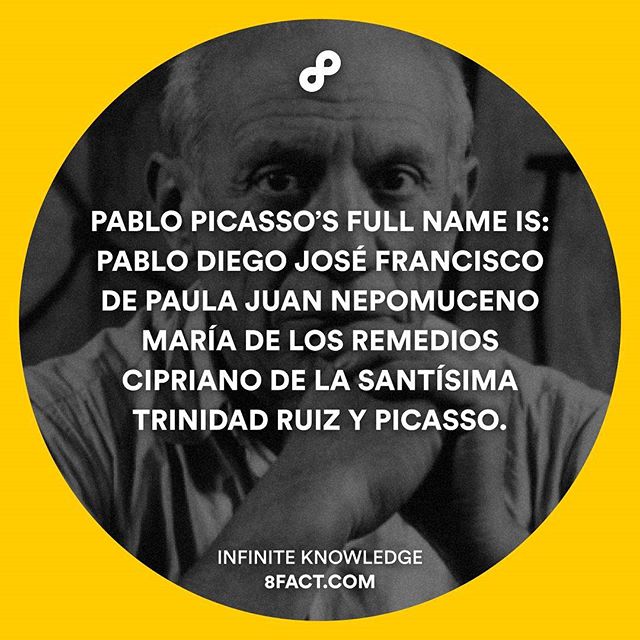 PABLO PICASSO’S FULL NAME IS:
PABLO DIEGO JOSÉ FRANCISCO
DE PAULA JUAN NEPOMUCENO
MARÍA DE LOS REMEDIOS
CIPRIANO DE LA SANTÍSIMA
TRINIDAD RUIZ Y PICASSO.
INFINITE KNOWLEDGE
8FACT.COM